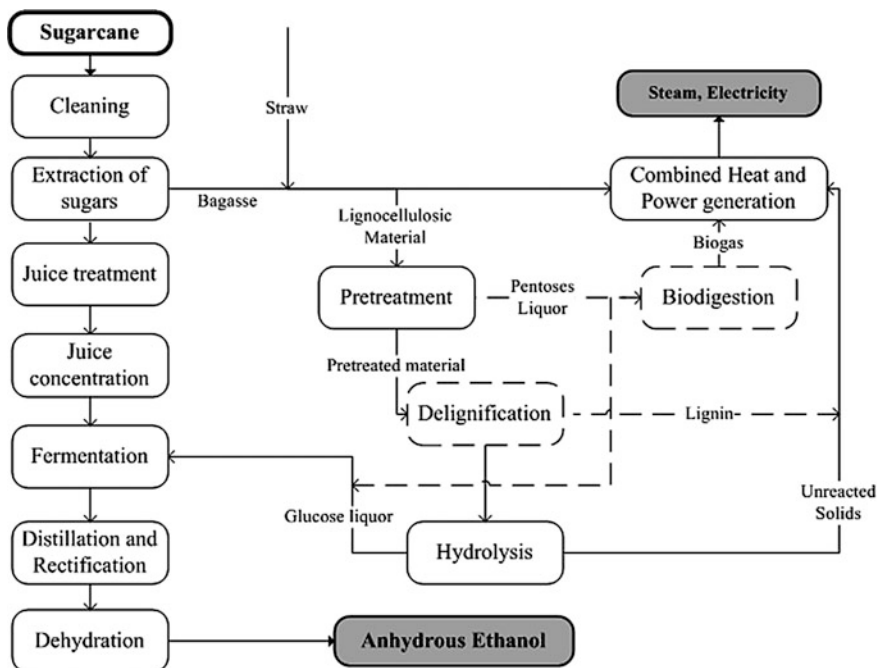 Sugarcane
Cleaning
Straw
Steam, Electricity
Extraction of
sugars
Bagasse
Combined Heat and
Power generation
Lignocellulosic
Material
Biogas
Juice treatment
Pretreatment
Pentoses
Liquor
Biodigestion
Juice
concentration
Pretreated material
Delignification
Lignin-
Fermentation
Glucose liquor
Unreacted
Solids
Distillation and
Rectification
Hydrolysis
Dehydration
Anhydrous Ethanol